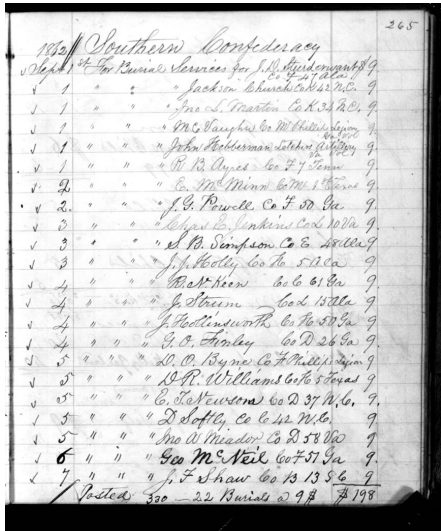 265
1862 Southern Confederacy
Sept 1st For Burial Services for J. D. Sturdervant $ 9.
Co F 47 Ala
√ 1 " " " " Jackson Church Co K 42 N.C. 9.
√ 1 " " " Jno S. Martin Co K 34 N.C. 9.
√ 1 " " " M. C. Vaughn Co M Phillips Legion 9.
√ 1 " " " John Hobberman Letcher Artillery 9.
√ 1 " " " R. B. Ayres Co F 7 Tenn 9.
√ 2 " " " E. McMinn Co M 1 Texas 9.
√ 2. " " " J. G. Powell Co F 50 Ga 9.
√ 3 " " " Chas E. Jenkins Co L 10 Va 9.
√ 3 " " " S. B. Simpson Co E 48 Ala 9.
√ 3 " " " J. J. Holly Co H 5 Ala 9.
√ 4 " " " Koon Co C 61 Ga 9.
√ 4 " " " J. Co L 15 Ala 9.
√ 4 " " " J. Hollinsworth Co H 50 Ga 9.
√ 4 " " " G. O. Finley Co D 26 Ga 9.
√ 5 " " " D. O. Byne Co F Phillips Legion 9.
√ 5 " " " D. R. Williams Co H 5 Texas 9.
√ 5 " " " E. T. Newsom Co D 37 N.C. 9.
√ 5 " " " D Softly Co C 42 N.C. 9.
√ 5 " " " Jno A Meador Co D 58 Va 9.
√ 6 " " " Geo McNeil Co F 51 Ga 9.
√ 7 " " " J. F Shaw Co B 13 9.
Posted 330 — 22 Burials a 9$ $198